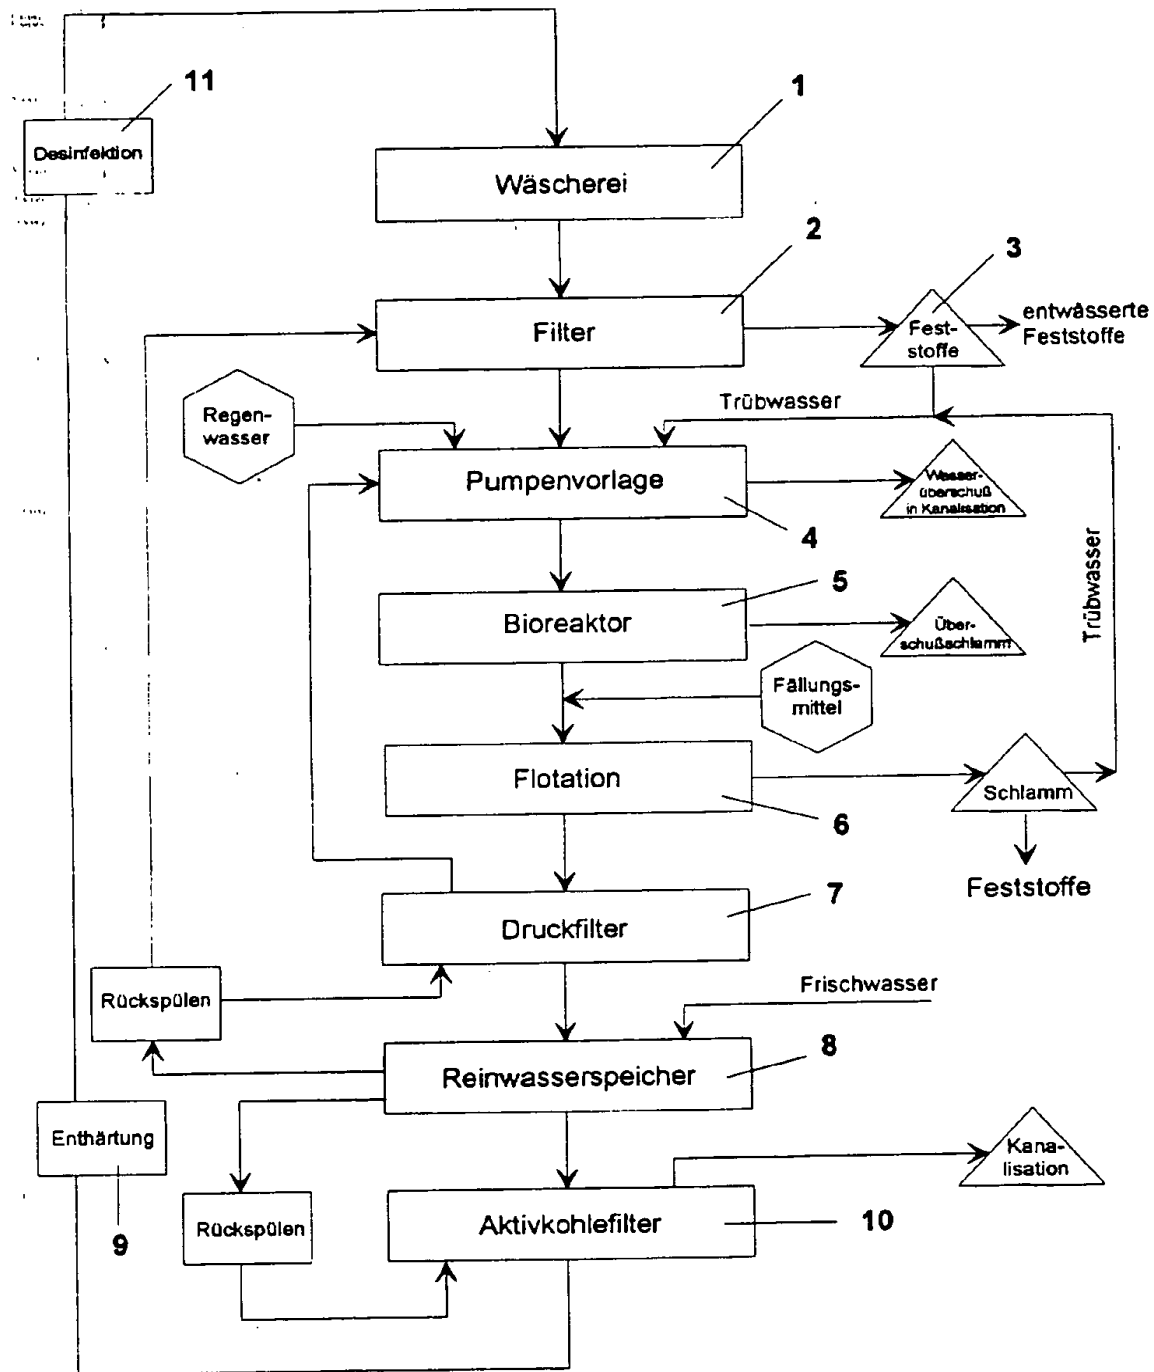 11
1
Desinfektion
Wäscherei
2
3
Filter
Fest-
stoffe
entwässerte
Feststoffe
Regen-
wasser
Trübwasser
Pumpenvorlage
Wasser-
überschuß
in Kanalisation
4
Trübwasser
5
Bioreaktor
Über-
schußschlamm
Fällungs-
mittel
Flotation
Schlamm
6
Feststoffe
7
Druckfilter
Rückspülen
Frischwasser
8
Reinwasserspeicher
Enthärtung
Kana-
lisation
Rückspülen
Aktivkohlefilter
10
9